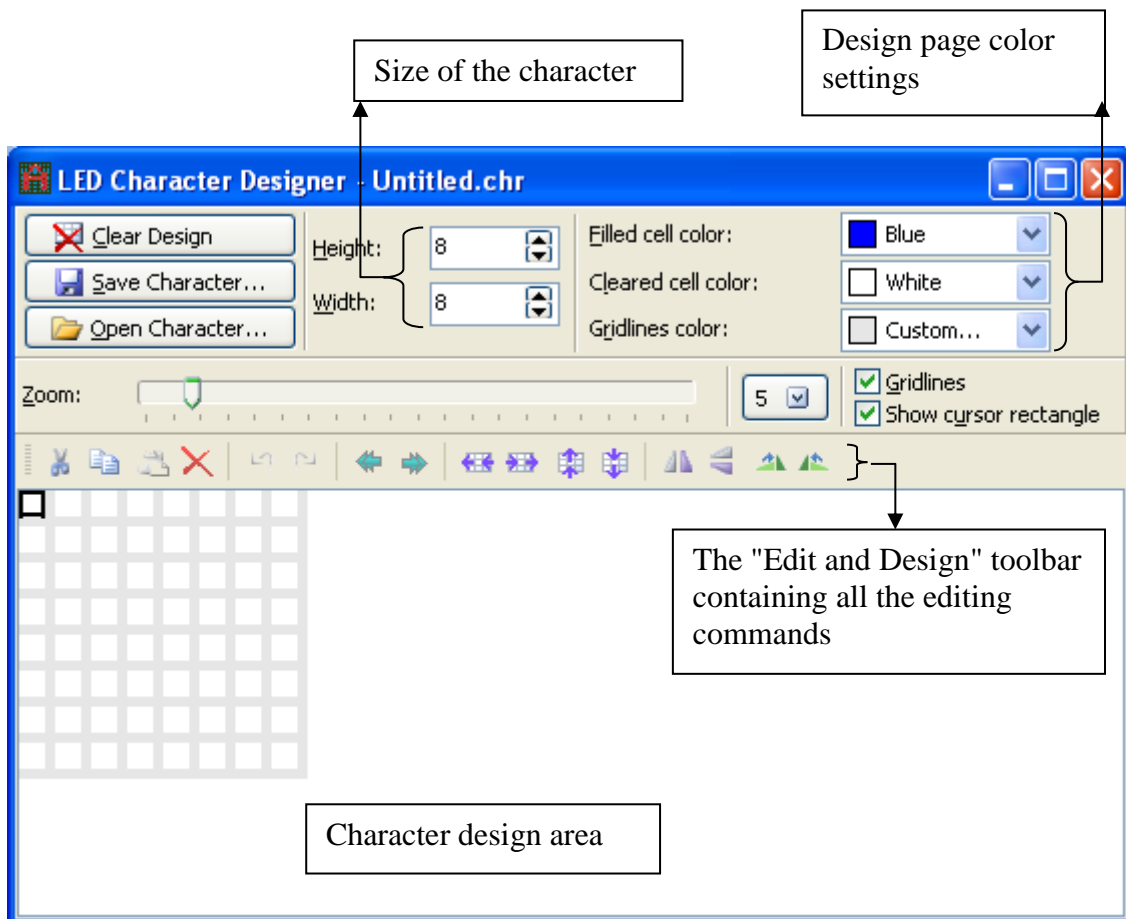 Size of the character
Design page color
settings
LED Character Designer - Untitled.chr
Clear Design
Save Character...
Open Character...
Height:
8
Width:
8
Filled cell color:
Blue
Cleared cell color:
White
Gridlines color:
Custom...
Zoom:
5
Gridlines
Show cursor rectangle
The "Edit and Design" toolbar
containing all the editing
commands
Character design area